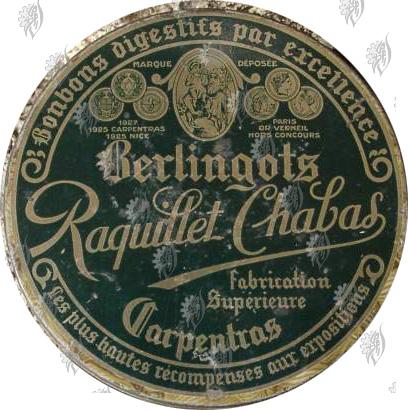 Bonbons digestifs par excellence
MARQUE DÉPOSÉE
1927
1925 CARPENTRAS
1925 NICE
PARIS
OR VERMEIL
HORS CONCOURS
Berlingots
Raquillet-Chabas
Fabrication
Supérieure
Carpentras
Les plus hautes récompenses aux expositions